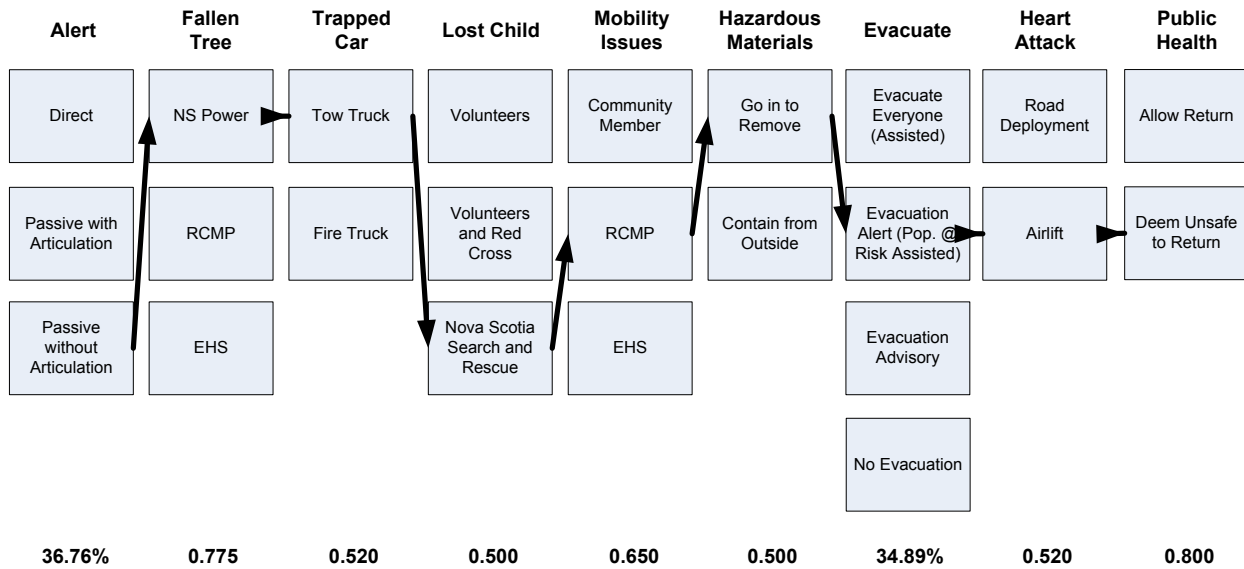 Alert
Fallen
Tree
Trapped
Car
Lost Child
Mobility
Issues
Hazardous
Materials
Evacuate
Heart
Attack
Public
Health
Direct
NS Power
Tow Truck
Volunteers
Community
Member
Go in to
Remove
Evacuate
Everyone
(Assisted)
Road
Deployment
Allow Return
Passive with
Articulation
RCMP
Fire Truck
Volunteers
and Red
Cross
RCMP
Contain from
Outside
Evacuation
Alert (Pop. @
Risk Assisted)
Airlift
Deem Unsafe
to Return
Passive
without
Articulation
EHS
Nova Scotia
Search and
Rescue
EHS
Evacuation
Advisory
No Evacuation
36.76%
0.775
0.520
0.500
0.650
0.500
34.89%
0.520
0.800